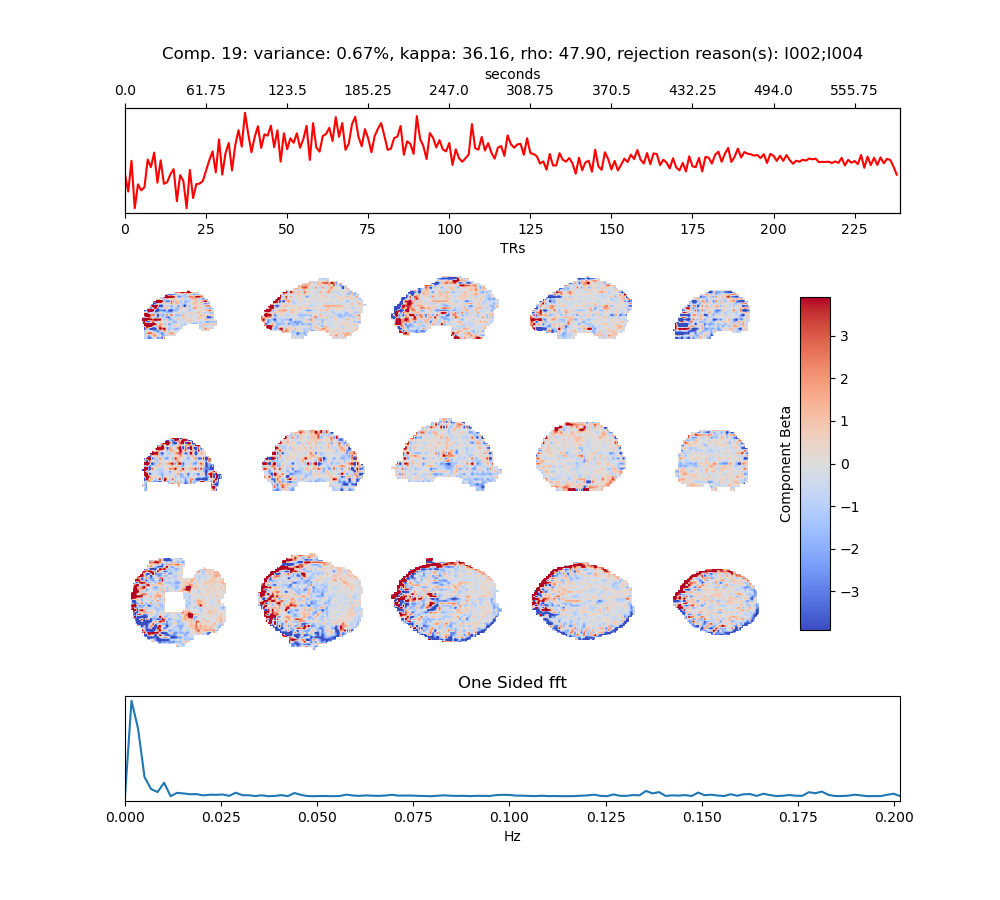 Comp. 19: variance: 0.67%, kappa: 36.16, rho: 47.90, rejection reason(s): I002;I004
seconds
0.0 61.75 123.5 185.25 247.0 308.75 370.5 432.25 494.0 555.75
0 25 50 75 100 125 150 175 200 225
TRs
3
2
1
0
−1
−2
−3
Component Beta
One Sided fft
0.000 0.025 0.050 0.075 0.100 0.125 0.150 0.175 0.200
Hz